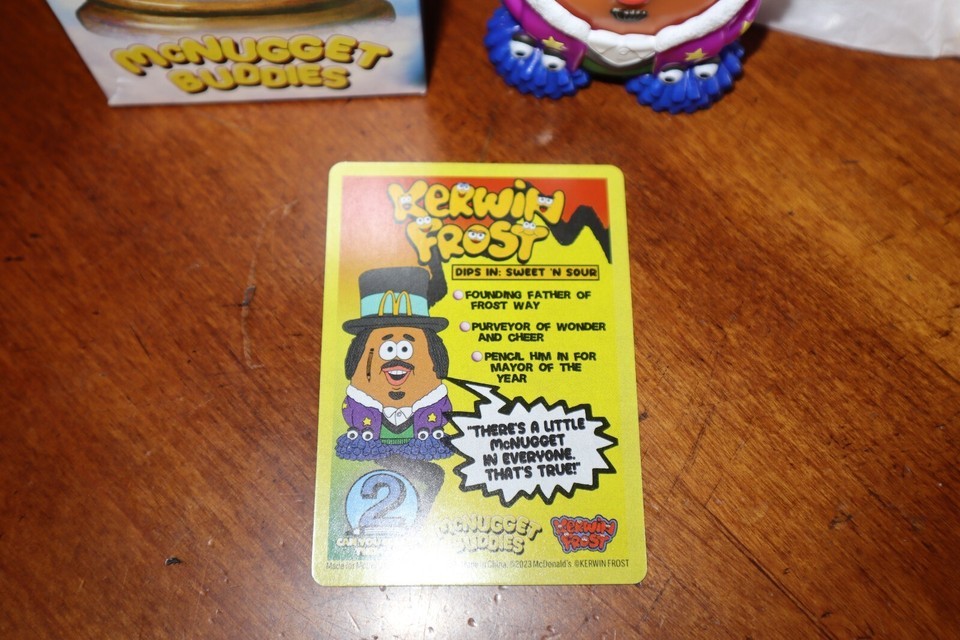 McNUGGET
BUDDIES
KERWIN
FROST
DIPS IN: SWEET 'N SOUR
FOUNDING FATHER OF
FROST WAY
PURVEYOR OF WONDER
AND CHEER
PENCIL HIM IN FOR
MAYOR OF THE
YEAR
"THERE'S A LITTLE
McNUGGET
IN EVERYONE.
THAT'S TRUE!"
2
CAN YOU
McNUGGET
BUDDIES
KERWIN
FROST
Made ©2023 McDonald's ©KERWIN FROST